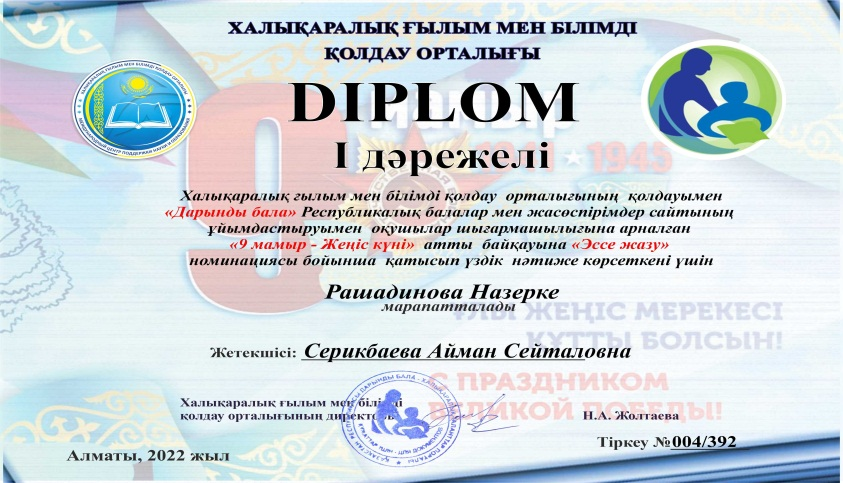 ХАЛЫҚАРАЛЫҚ ҒЫЛЫМ МЕН БІЛІМДІ
ҚОЛДАУ ОРТАЛЫҒЫ
DIPLOM
I дәрежелі
9 мамыр
1941 ★ 1945
Халықаралық ғылым мен білімді қолдау орталығының қолдауымен
«Дарынды бала» Республикалық балалар мен жасөспірімдер сайтының
ұйымдастыруымен оқушылар шығармашылығына арналған
«9 мамыр - Жеңіс күні» атты байқауына «Эссе жазу»
номинациясы бойынша қатысып үздік нәтиже көрсеткені үшін
Рашадинова Назерке
марапатталады
ҰЛЫ ЖЕҢІС МЕРЕКЕСІ
ҚҰТТЫ БОЛСЫН!
Жетекшісі: Серикбаева Айман Сейталовна
С ПРАЗДНИКОМ
ВЕЛИКОЙ ПОБЕДЫ!
Халықаралық ғылым мен білімді
қолдау орталығының директоры
Н.А. Жолтаева
Тіркеу №004/392
Алматы, 2022 жыл